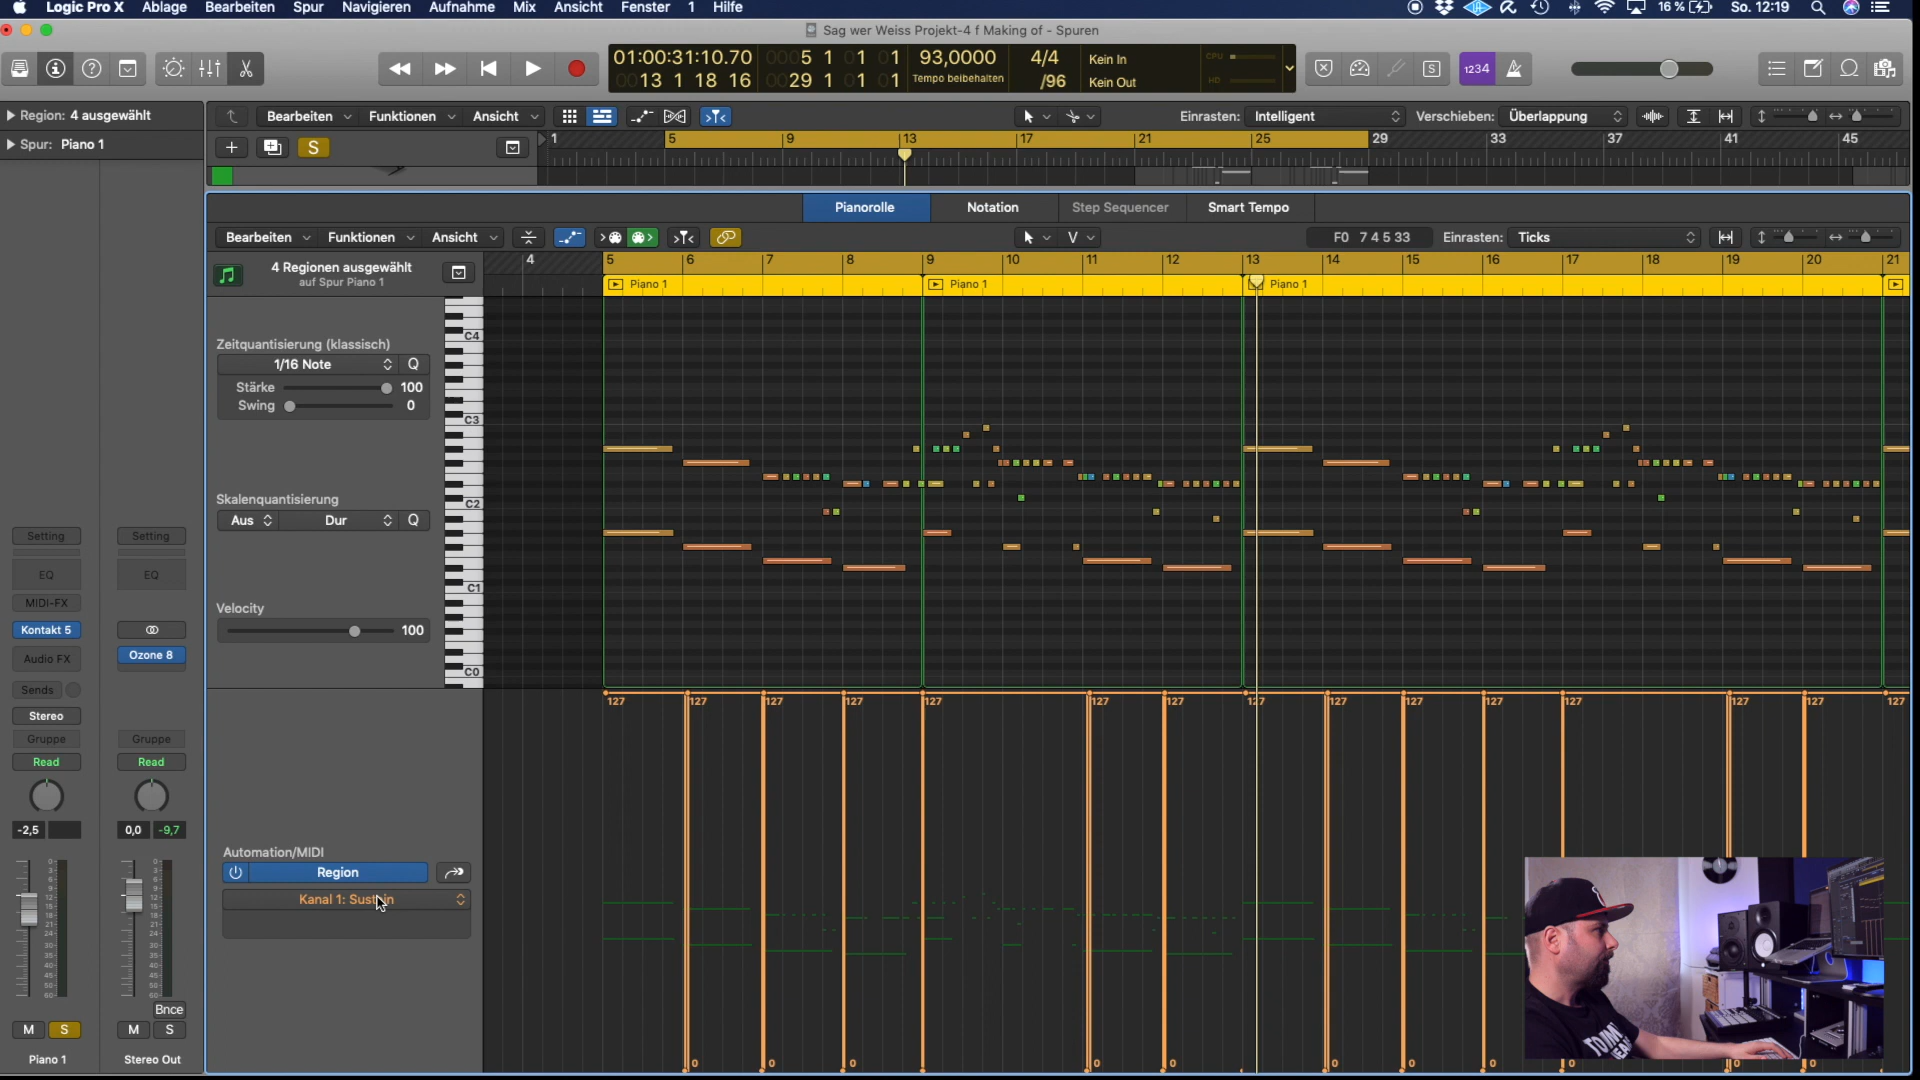 Logic Pro X Ablage Bearbeiten Spur Navigieren Aufnahme Mix Ansicht Fenster 1 Hilfe 16 % So. 12:19
Sag wer Weiss Projekt-4 f Making of - Spuren
01:00:31:10.70 0005 1 01 01 93,0000 4/4 Kein In CPU
0013 1 18 16 0029 1 01 01 Tempo beibehalten /96 Kein Out HD
1234
Region: 4 ausgewählt Bearbeiten Funktionen Ansicht Einrasten: Intelligent Verschieben: Überlappung
Spur: Piano 1 S 1 5 9 13 17 21 25 29 33 37 41 45
Pianorolle Notation Step Sequencer Smart Tempo
Bearbeiten Funktionen Ansicht V F0 7 4 5 33 Einrasten: Ticks
4 Regionen ausgewählt 4 5 6 7 8 9 10 11 12 13 14 15 16 17 18 19 20 21
auf Spur Piano 1 Piano 1 Piano 1 Piano 1
C4
Zeitquantisierung (klassisch)
1/16 Note Q
Stärke 100
Swing 0
C3
Skalenquantisierung C2
Aus Dur Q
Setting Setting
EQ EQ
C1
MIDI-FX Velocity
Kontakt 5 100
Audio FX Ozone 8
C0
Sends
127 127 127 127 127 127 127 127 127 127 127 127 127 127 127
Stereo
Gruppe Gruppe
Read Read
-2,5 0,0 -9,7
Automation/MIDI
Region
Kanal 1: Sustain
Bnce
M S M S
Piano 1 Stereo Out 0 0 0 0 0 0 0 0 0 0